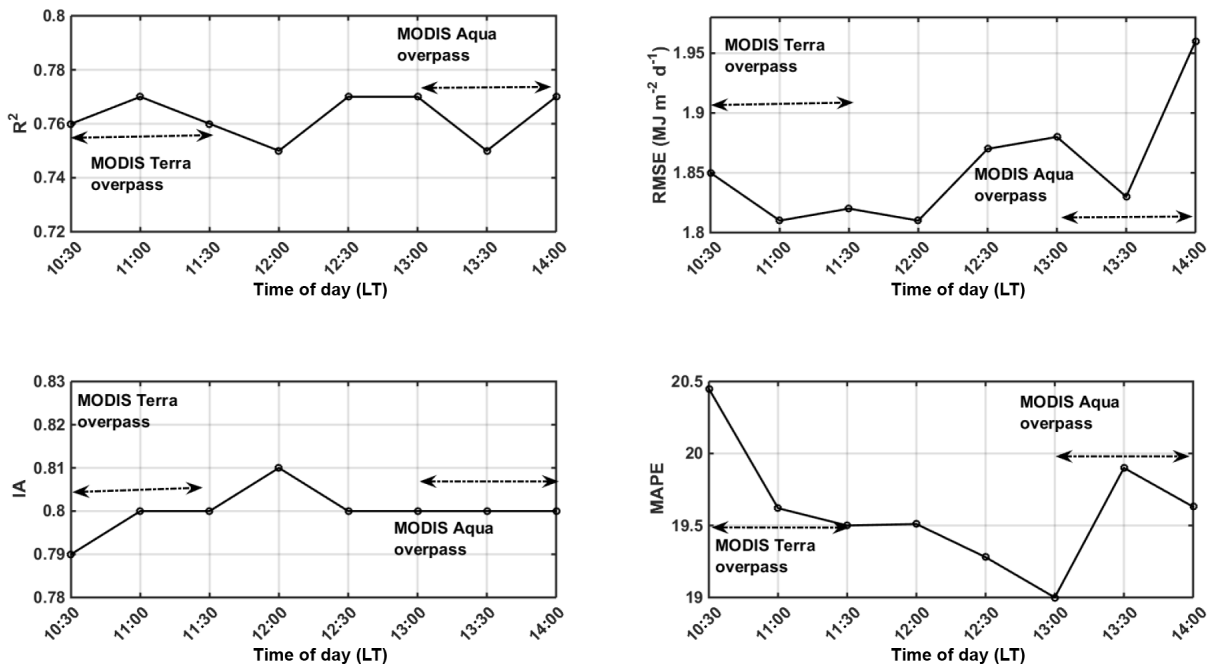 0.8
0.78
0.76
0.74
0.72
R²
MODIS Aqua
overpass
MODIS Terra
overpass
10:30
11:00
11:30
12:00
12:30
13:00
13:30
14:00
Time of day (LT)
1.95
1.9
1.85
1.8
RMSE (MJ m⁻² d⁻¹)
MODIS Terra
overpass
MODIS Aqua
overpass
10:30
11:00
11:30
12:00
12:30
13:00
13:30
14:00
Time of day (LT)
0.83
0.82
0.81
0.8
0.79
0.78
IA
MODIS Terra
overpass
MODIS Aqua
overpass
10:30
11:00
11:30
12:00
12:30
13:00
13:30
14:00
Time of day (LT)
20.5
20
19.5
19
MAPE
MODIS Aqua
overpass
MODIS Terra
overpass
10:30
11:00
11:30
12:00
12:30
13:00
13:30
14:00
Time of day (LT)